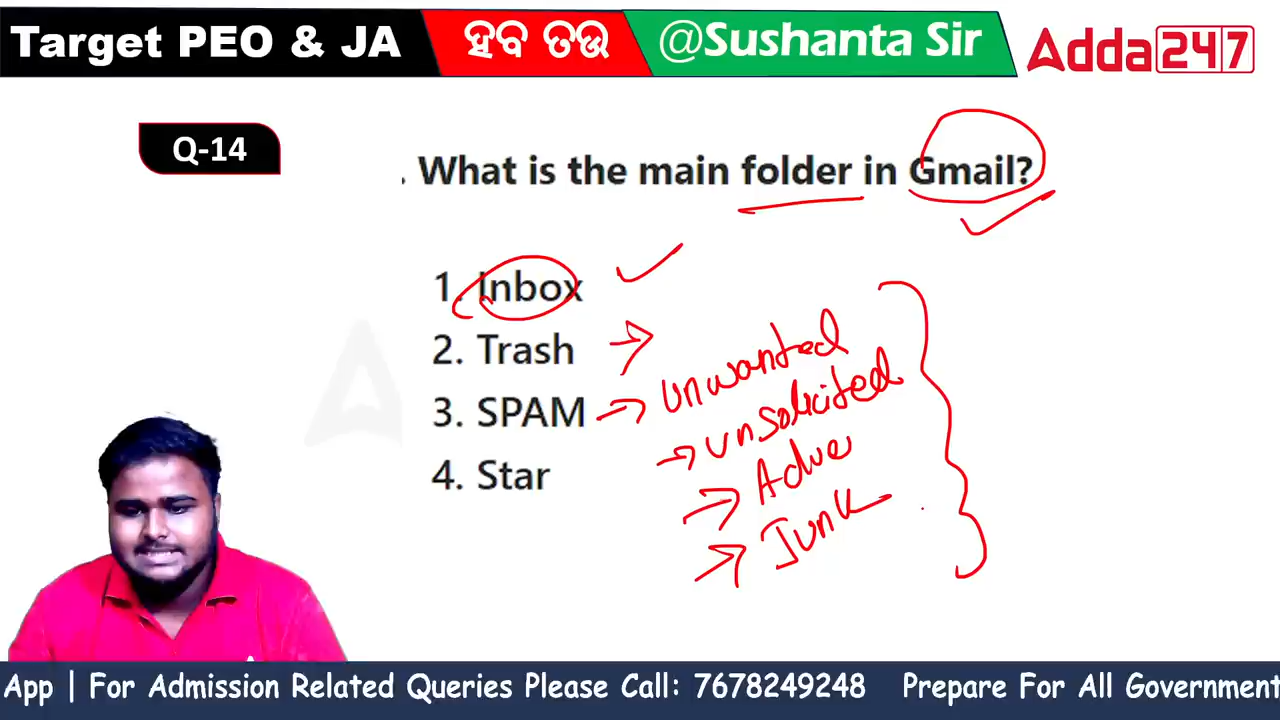 Target PEO & JA
ହବ ତଉ
@Sushanta Sir
Adda247
Q-14
. What is the main folder in Gmail?
1. Inbox
2. Trash
3. SPAM
4. Star
unwanted
unsolicited
Adve
Junk
App | For Admission Related Queries Please Call: 7678249248 Prepare For All Government